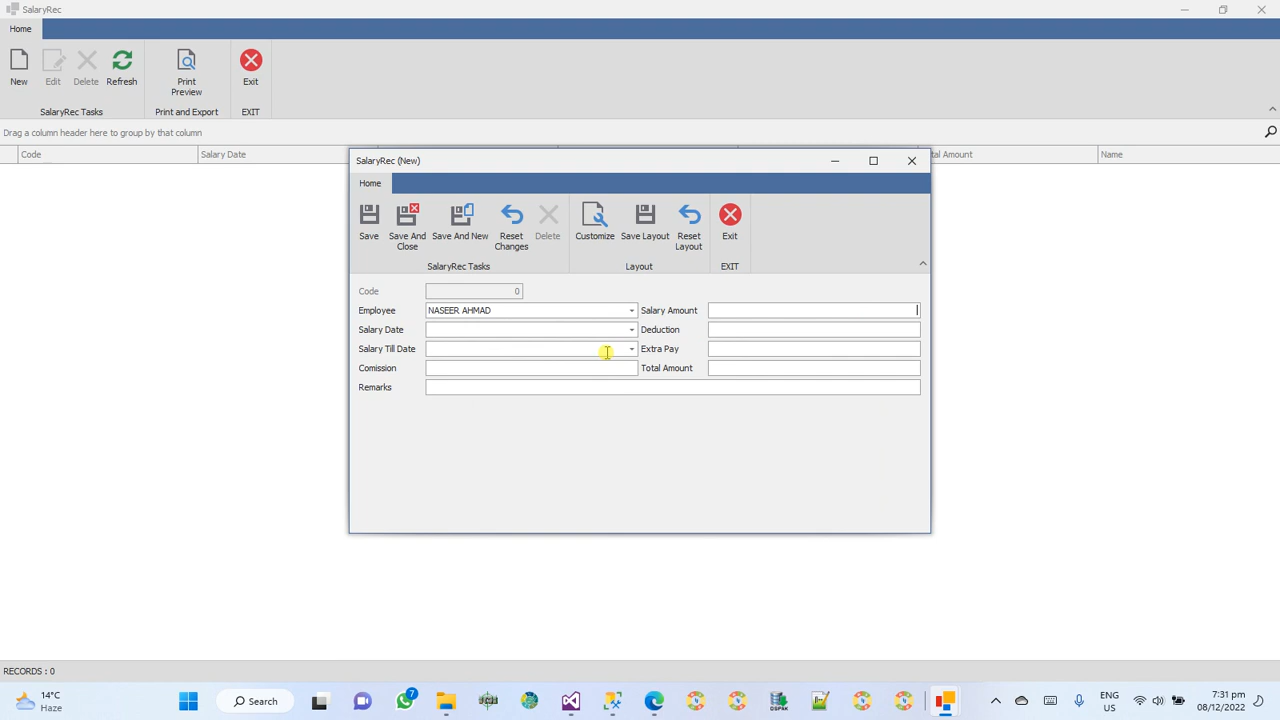 SalaryRec
Home
New
Edit
Delete
Refresh
Print
Preview
Exit
SalaryRec Tasks
Print and Export
EXIT
Drag a column header here to group by that column
Code
Salary Date
tal Amount
Name
SalaryRec (New)
Home
Save
Save And
Close
Save And New
Reset
Changes
Delete
Customize
Save Layout
Reset
Layout
Exit
SalaryRec Tasks
Layout
EXIT
Code
0
Employee
NASEER AHMAD
Salary Amount
Salary Date
Deduction
Salary Till Date
Extra Pay
Comission
Total Amount
Remarks
RECORDS : 0
14°C
Haze
Search
7
DSPAK
ENG
US
7:31 pm
08/12/2022